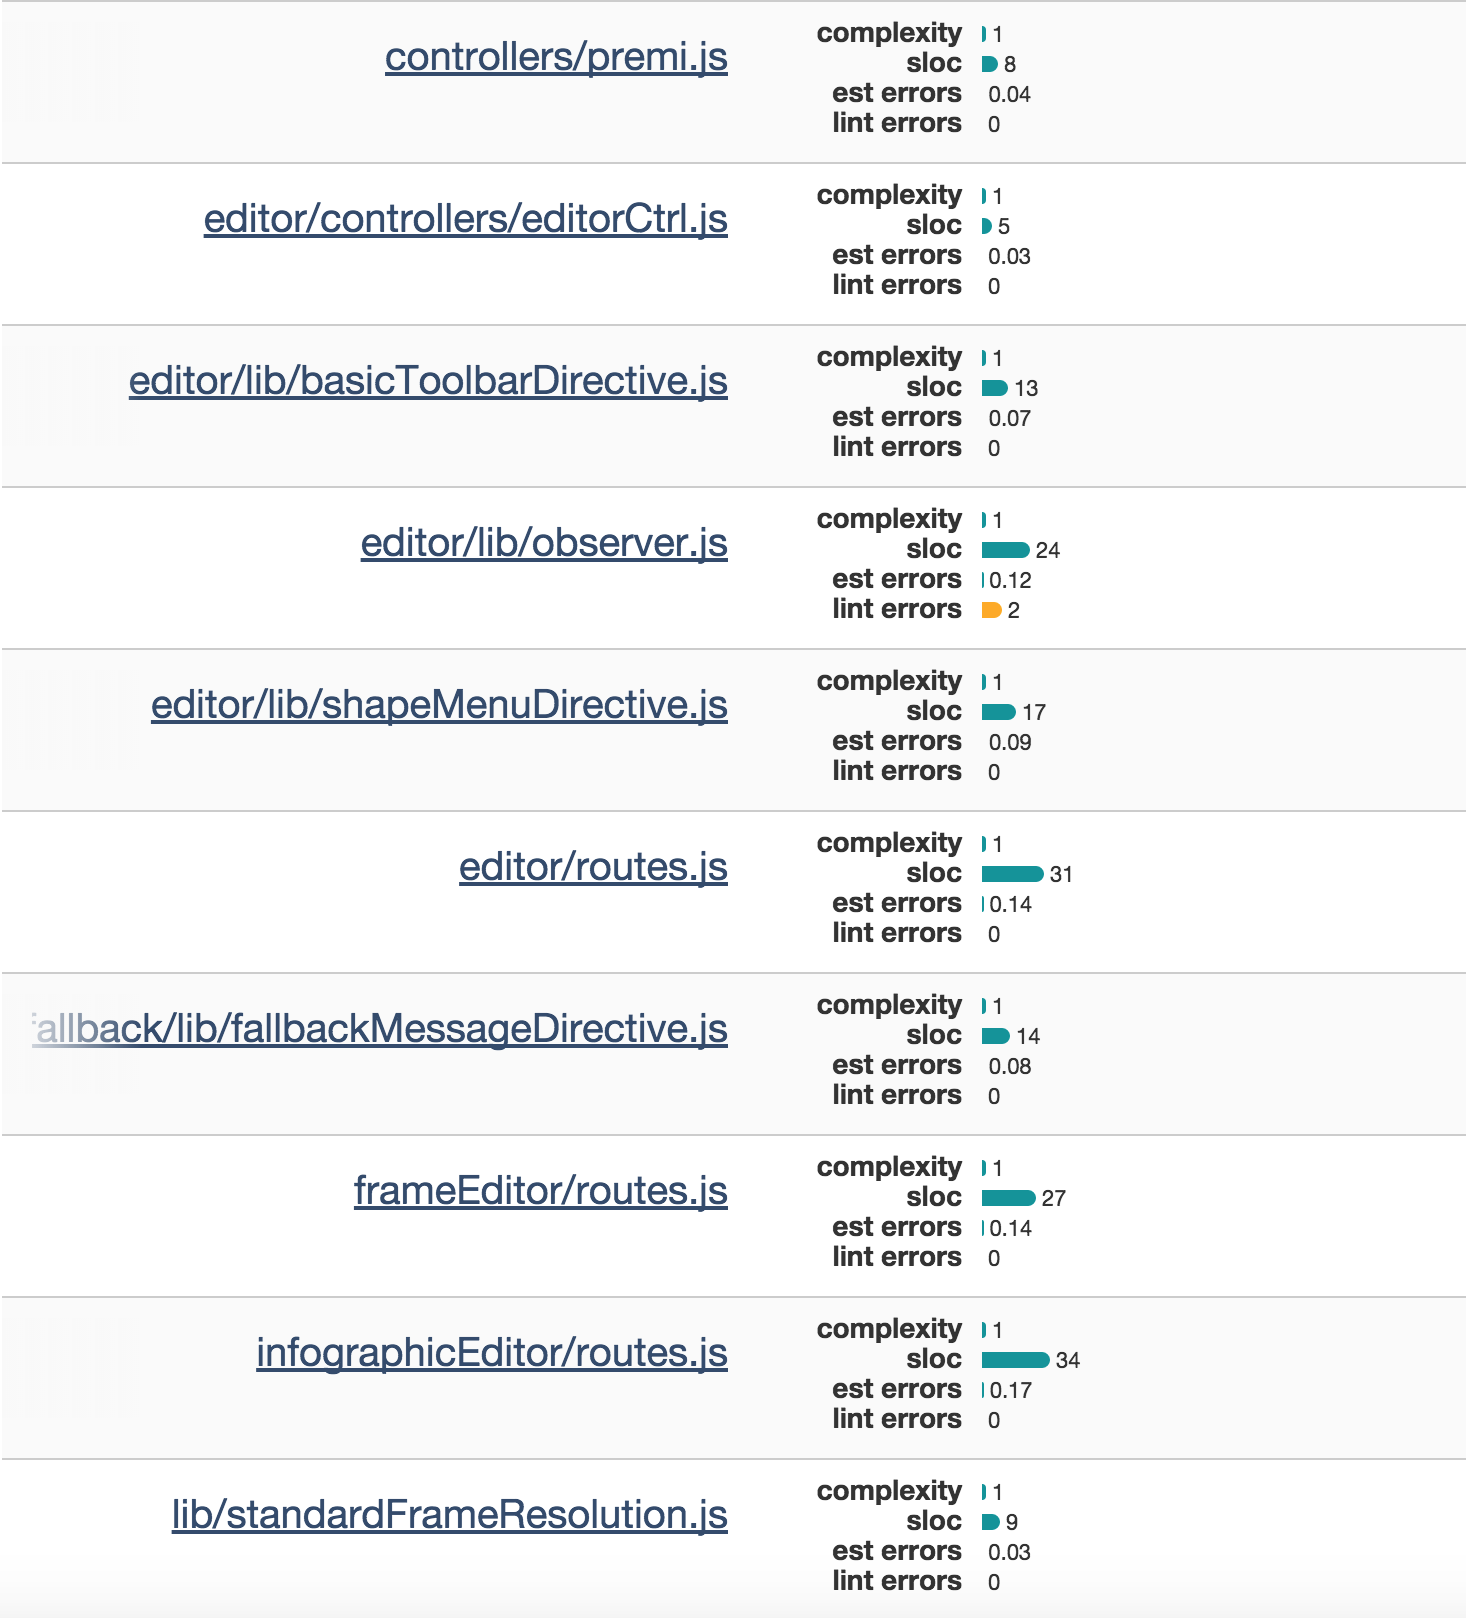 controllers/premi.js
complexity 1
sloc 8
est errors 0.04
lint errors 0
editor/controllers/editorCtrl.js
complexity 1
sloc 5
est errors 0.03
lint errors 0
editor/lib/basicToolbarDirective.js
complexity 1
sloc 13
est errors 0.07
lint errors 0
editor/lib/observer.js
complexity 1
sloc 24
est errors 0.12
lint errors 2
editor/lib/shapeMenuDirective.js
complexity 1
sloc 17
est errors 0.09
lint errors 0
editor/routes.js
complexity 1
sloc 31
est errors 0.14
lint errors 0
fallback/lib/fallbackMessageDirective.js
complexity 1
sloc 14
est errors 0.08
lint errors 0
frameEditor/routes.js
complexity 1
sloc 27
est errors 0.14
lint errors 0
infographicEditor/routes.js
complexity 1
sloc 34
est errors 0.17
lint errors 0
lib/standardFrameResolution.js
complexity 1
sloc 9
est errors 0.03
lint errors 0